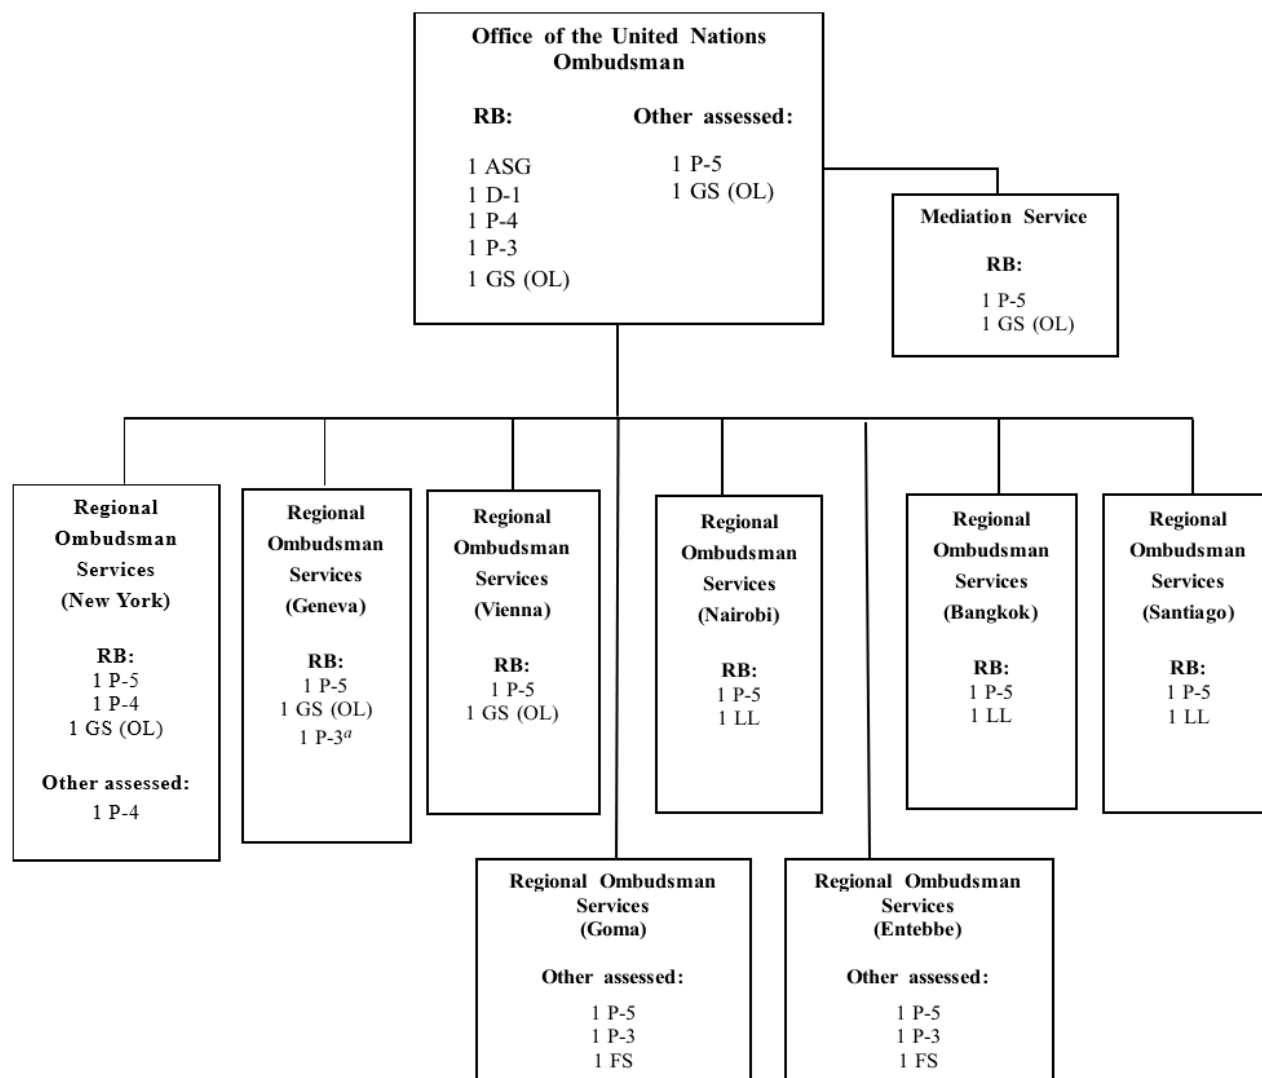 Office of the United Nations
Ombudsman
RB:
1 ASG
1 D-1
1 P-4
1 P-3
1 GS (OL)
Other assessed:
1 P-5
1 GS (OL)
Mediation Service
RB:
1 P-5
1 GS (OL)
Regional
Ombudsman
Services
(New York)
RB:
1 P-5
1 P-4
1 GS (OL)
Other assessed:
1 P-4
Regional
Ombudsman
Services
(Geneva)
RB:
1 P-5
1 GS (OL)
1 P-3a
Regional
Ombudsman
Services
(Vienna)
RB:
1 P-5
1 GS (OL)
Regional
Ombudsman
Services
(Nairobi)
RB:
1 P-5
1 LL
Regional
Ombudsman
Services
(Bangkok)
RB:
1 P-5
1 LL
Regional
Ombudsman
Services
(Santiago)
RB:
1 P-5
1 LL
Regional Ombudsman
Services
(Goma)
Other assessed:
1 P-5
1 P-3
1 FS
Regional Ombudsman
Services
(Entebbe)
Other assessed:
1 P-5
1 P-3
1 FS